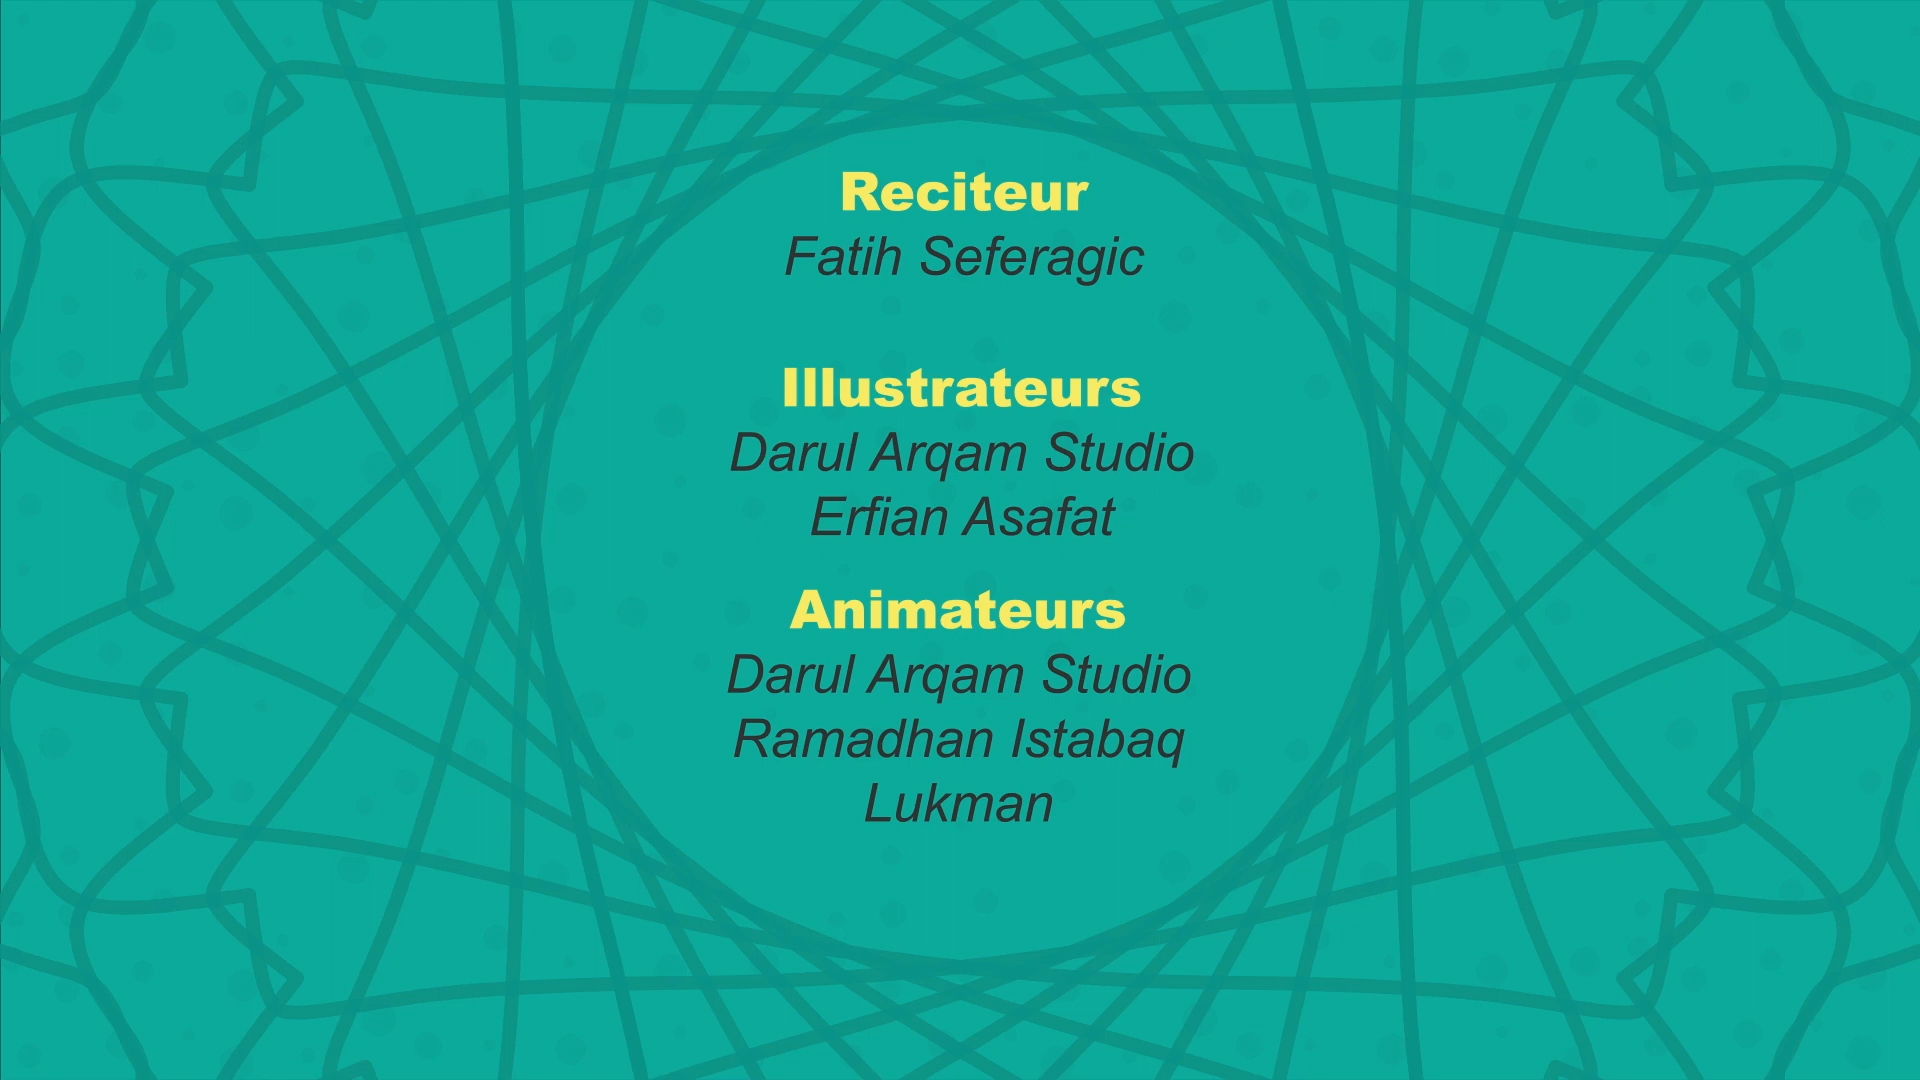 Reciteur
Fatih Seferagic
Illustrateurs
Darul Arqam Studio
Erfian Asafat
Animateurs
Darul Arqam Studio
Ramadhan Istabaq
Lukman